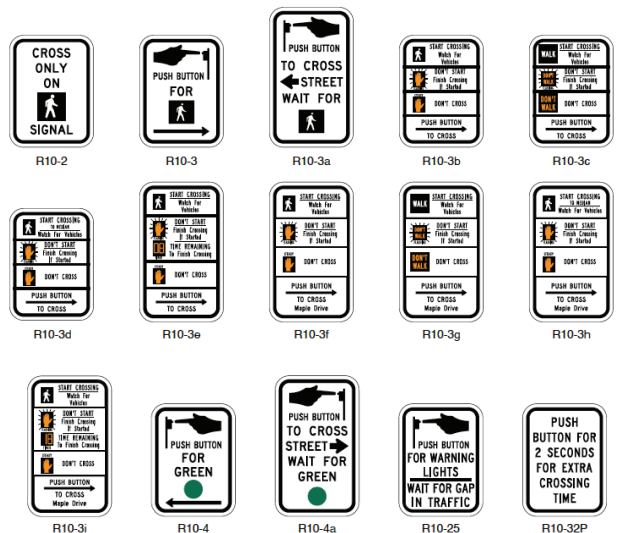 CROSS
ONLY
ON
SIGNAL
R10-2
PUSH BUTTON
FOR
R10-3
PUSH BUTTON
TO CROSS
STREET
WAIT FOR
R10-3a
START CROSSING
Watch For
Vehicles
DON'T START
Finish Crossing
If Started
DON'T CROSS
PUSH BUTTON
TO CROSS
R10-3b
WALK
START CROSSING
Watch For
Vehicles
DON'T WALK
DON'T START
Finish Crossing
If Started
DON'T
WALK
DON'T CROSS
PUSH BUTTON
TO CROSS
R10-3c
START CROSSING
TO MEDIAN
Watch For Vehicles
DON'T START
Finish Crossing
If Started
DON'T CROSS
PUSH BUTTON
TO CROSS
R10-3d
START CROSSING
Watch For
Vehicles
DON'T START
Finish Crossing
If Started
TIME REMAINING
To Finish Crossing
DON'T CROSS
PUSH BUTTON
TO CROSS
R10-3e
START CROSSING
Watch For
Vehicles
DON'T START
Finish Crossing
If Started
STEADY
DON'T CROSS
PUSH BUTTON
TO CROSS
Maple Drive
R10-3f
WALK
START CROSSING
Watch For
Vehicles
DON'T WALK
DON'T START
Finish Crossing
If Started
DON'T
WALK
DON'T CROSS
PUSH BUTTON
TO CROSS
Maple Drive
R10-3g
START CROSSING
TO MEDIAN
Watch For Vehicles
DON'T START
Finish Crossing
If Started
STEADY
DON'T CROSS
PUSH BUTTON
TO CROSS
Maple Drive
R10-3h
START CROSSING
Watch For
Vehicles
DON'T START
Finish Crossing
If Started
TIME REMAINING
To Finish Crossing
STEADY
DON'T CROSS
PUSH BUTTON
TO CROSS
Maple Drive
R10-3i
PUSH BUTTON
FOR
GREEN
R10-4
PUSH BUTTON
TO CROSS
STREET
WAIT FOR
GREEN
R10-4a
PUSH BUTTON
FOR WARNING
LIGHTS
WAIT FOR GAP
IN TRAFFIC
R10-25
PUSH
BUTTON FOR
2 SECONDS
FOR EXTRA
CROSSING
TIME
R10-32P